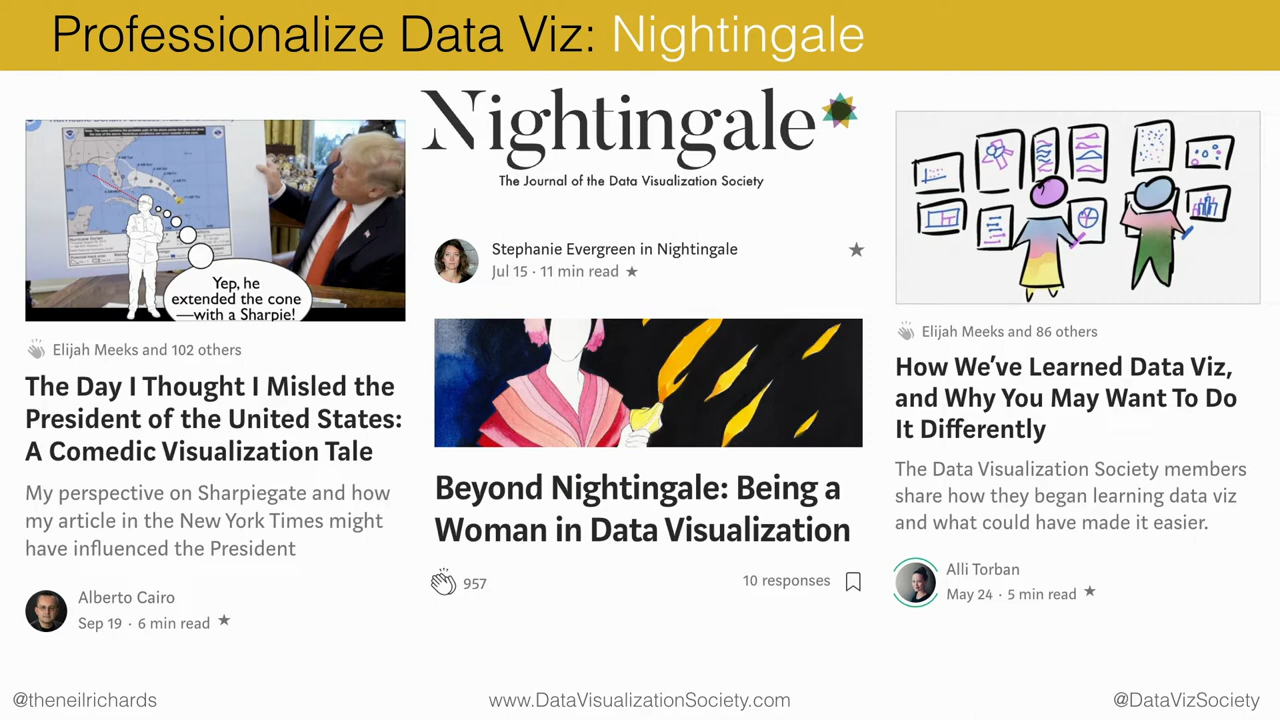 Professionalize Data Viz: Nightingale
Yep, he
extended the cone
—with a Sharpie!
Elijah Meeks and 102 others
The Day I Thought I Misled the
President of the United States:
A Comedic Visualization Tale
My perspective on Sharpiegate and how
my article in the New York Times might
have influenced the President
Alberto Cairo
Sep 19 · 6 min read ★
Nightingale
The Journal of the Data Visualization Society
Stephanie Evergreen in Nightingale
Jul 15 · 11 min read ★
Beyond Nightingale: Being a
Woman in Data Visualization
957
10 responses
Elijah Meeks and 86 others
How We’ve Learned Data Viz,
and Why You May Want To Do
It Differently
The Data Visualization Society members
share how they began learning data viz
and what could have made it easier.
Alli Torban
May 24 · 5 min read ★
@theneilrichards
www.DataVisualizationSociety.com
@DataVizSociety